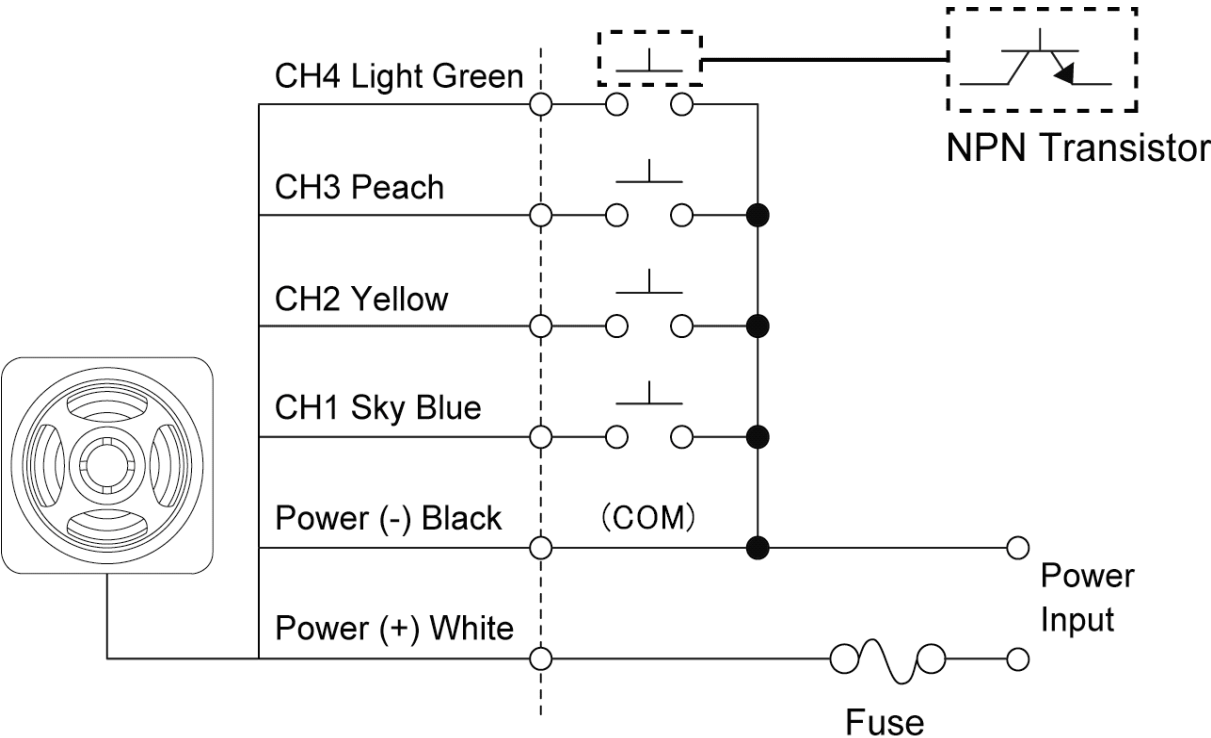 CH4 Light Green
NPN Transistor
CH3 Peach
CH2 Yellow
CH1 Sky Blue
Power (-) Black
(COM)
Power
Input
Power (+) White
Fuse